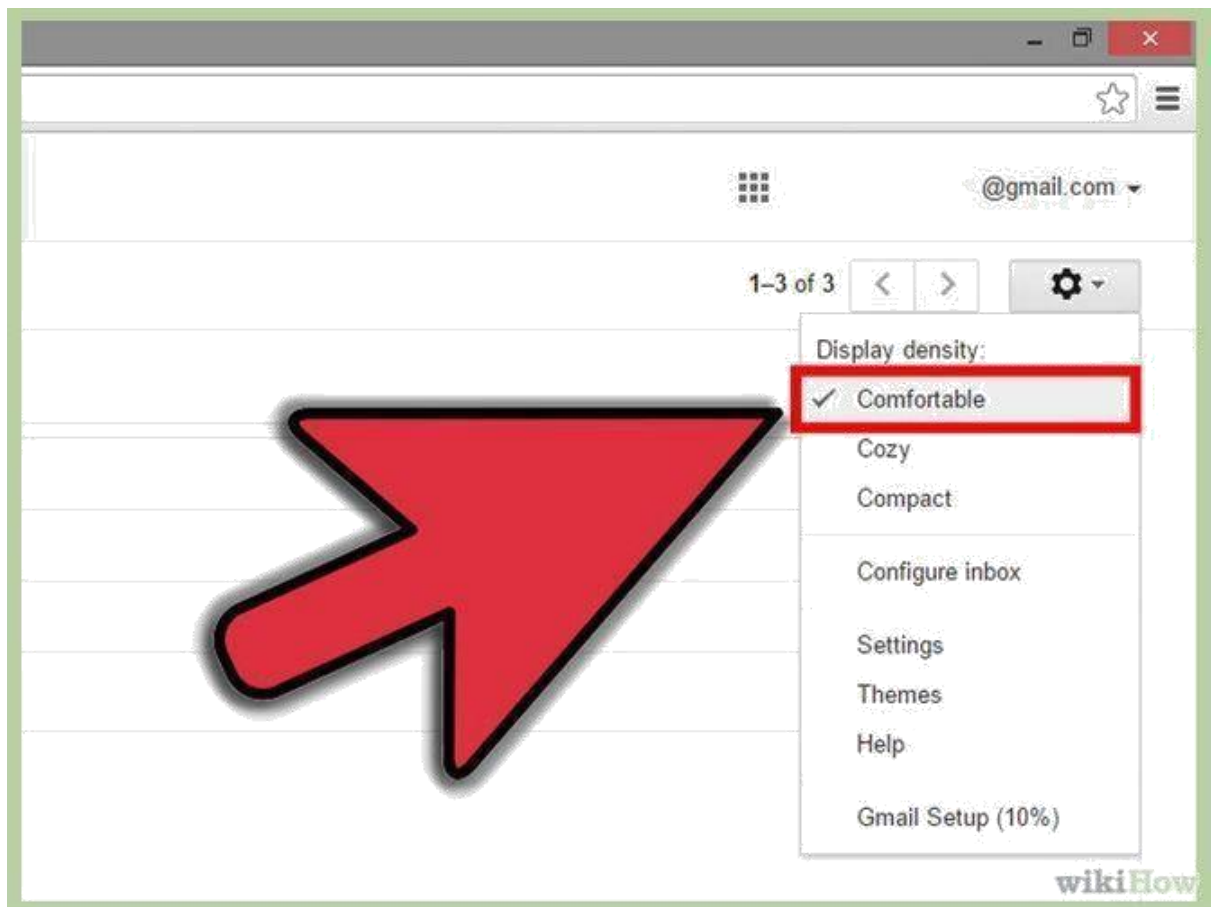 @gmail.com
1–3 of 3
Display density:
Comfortable
Cozy
Compact
Configure inbox
Settings
Themes
Help
Gmail Setup (10%)
wikiHow